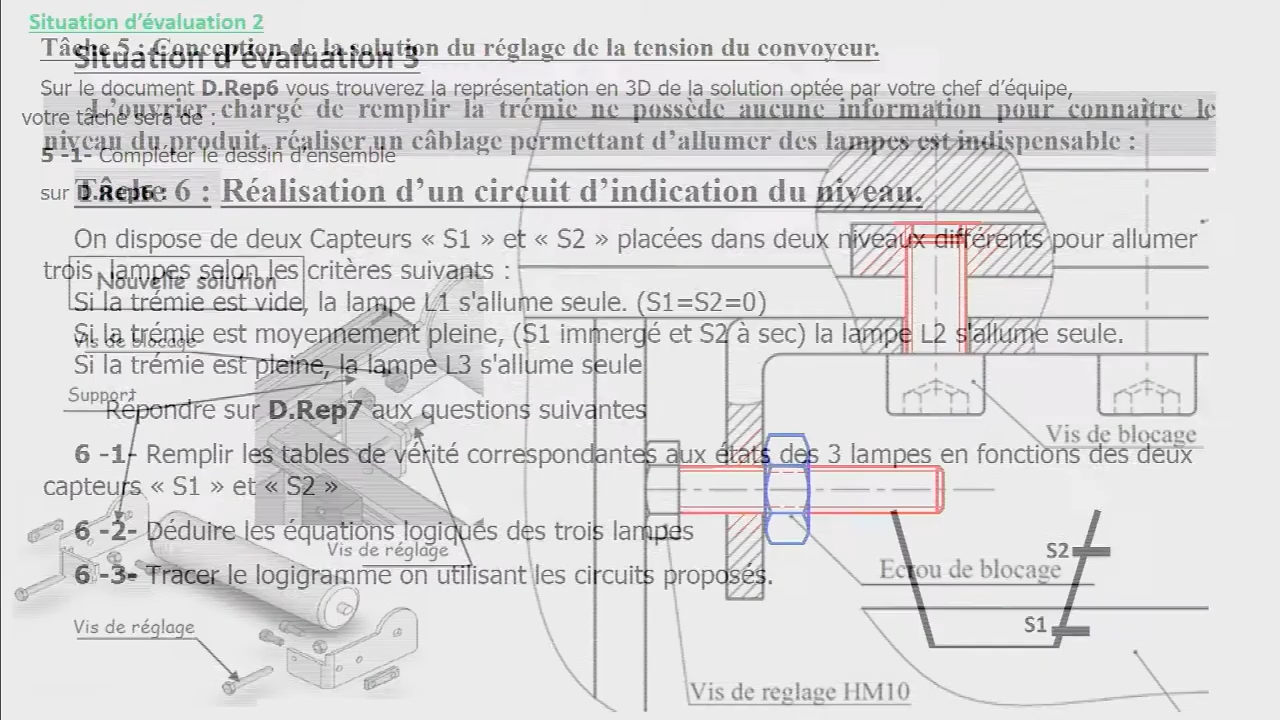 Situation d'évaluation 2
Tâche 5 : Conception de la solution du réglage de la tension du convoyeur.
Situation d'évaluation 3
Sur le document D.Rep6 vous trouverez la représentation en 3D de la solution optée par votre chef d'équipe,
votre tâche sera de :
L'ouvrier chargé de remplir la trémie ne possède aucune information pour connaître le
niveau du produit, réaliser un câblage permettant d'allumer des lampes est indispensable :
5 -1- Compléter le dessin d'ensemble
sur D.Rep6 :
Tâche 6 : Réalisation d'un circuit d'indication du niveau.
On dispose de deux Capteurs « S1 » et « S2 » placées dans deux niveaux différents pour allumer
trois lampes selon les critères suivants :
Nouvelle solution
Si la trémie est vide, la lampe L1 s'allume seule. (S1=S2=0)
Si la trémie est moyennement pleine, (S1 immergé et S2 à sec) la lampe L2 s'allume seule.
Vis de blocage
Si la trémie est pleine, la lampe L3 s'allume seule
Support
Répondre sur D.Rep7 aux questions suivantes
Vis de blocage
6 -1- Remplir les tables de vérité correspondantes aux états des 3 lampes en fonctions des deux
capteurs « S1 » et « S2 »
6 -2- Déduire les équations logiques des trois lampes
Vis de réglage
S2
Ecrou de blocage
6 -3- Tracer le logigramme on utilisant les circuits proposés.
Vis de réglage
S1
Vis de reglage HM10